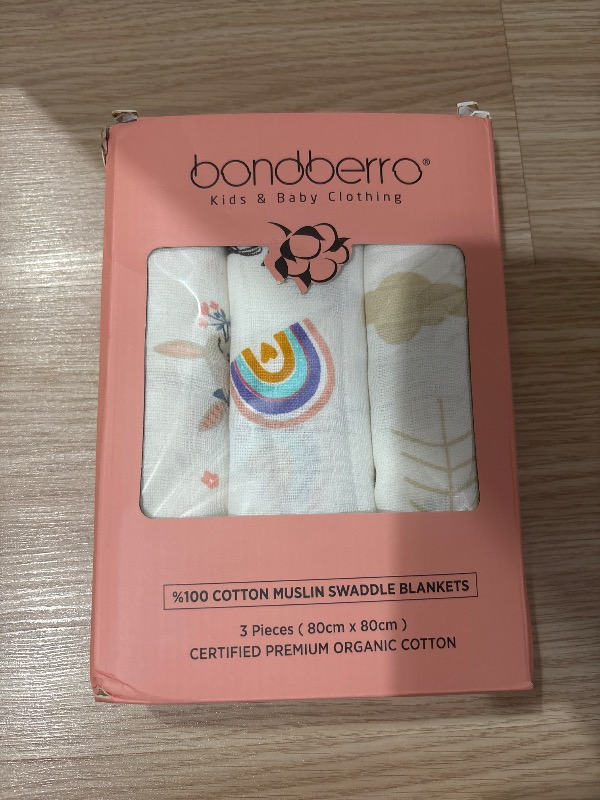 bondberro®
Kids & Baby Clothing
%100 COTTON MUSLIN SWADDLE BLANKETS
3 Pieces ( 80cm x 80cm )
CERTIFIED PREMIUM ORGANIC COTTON